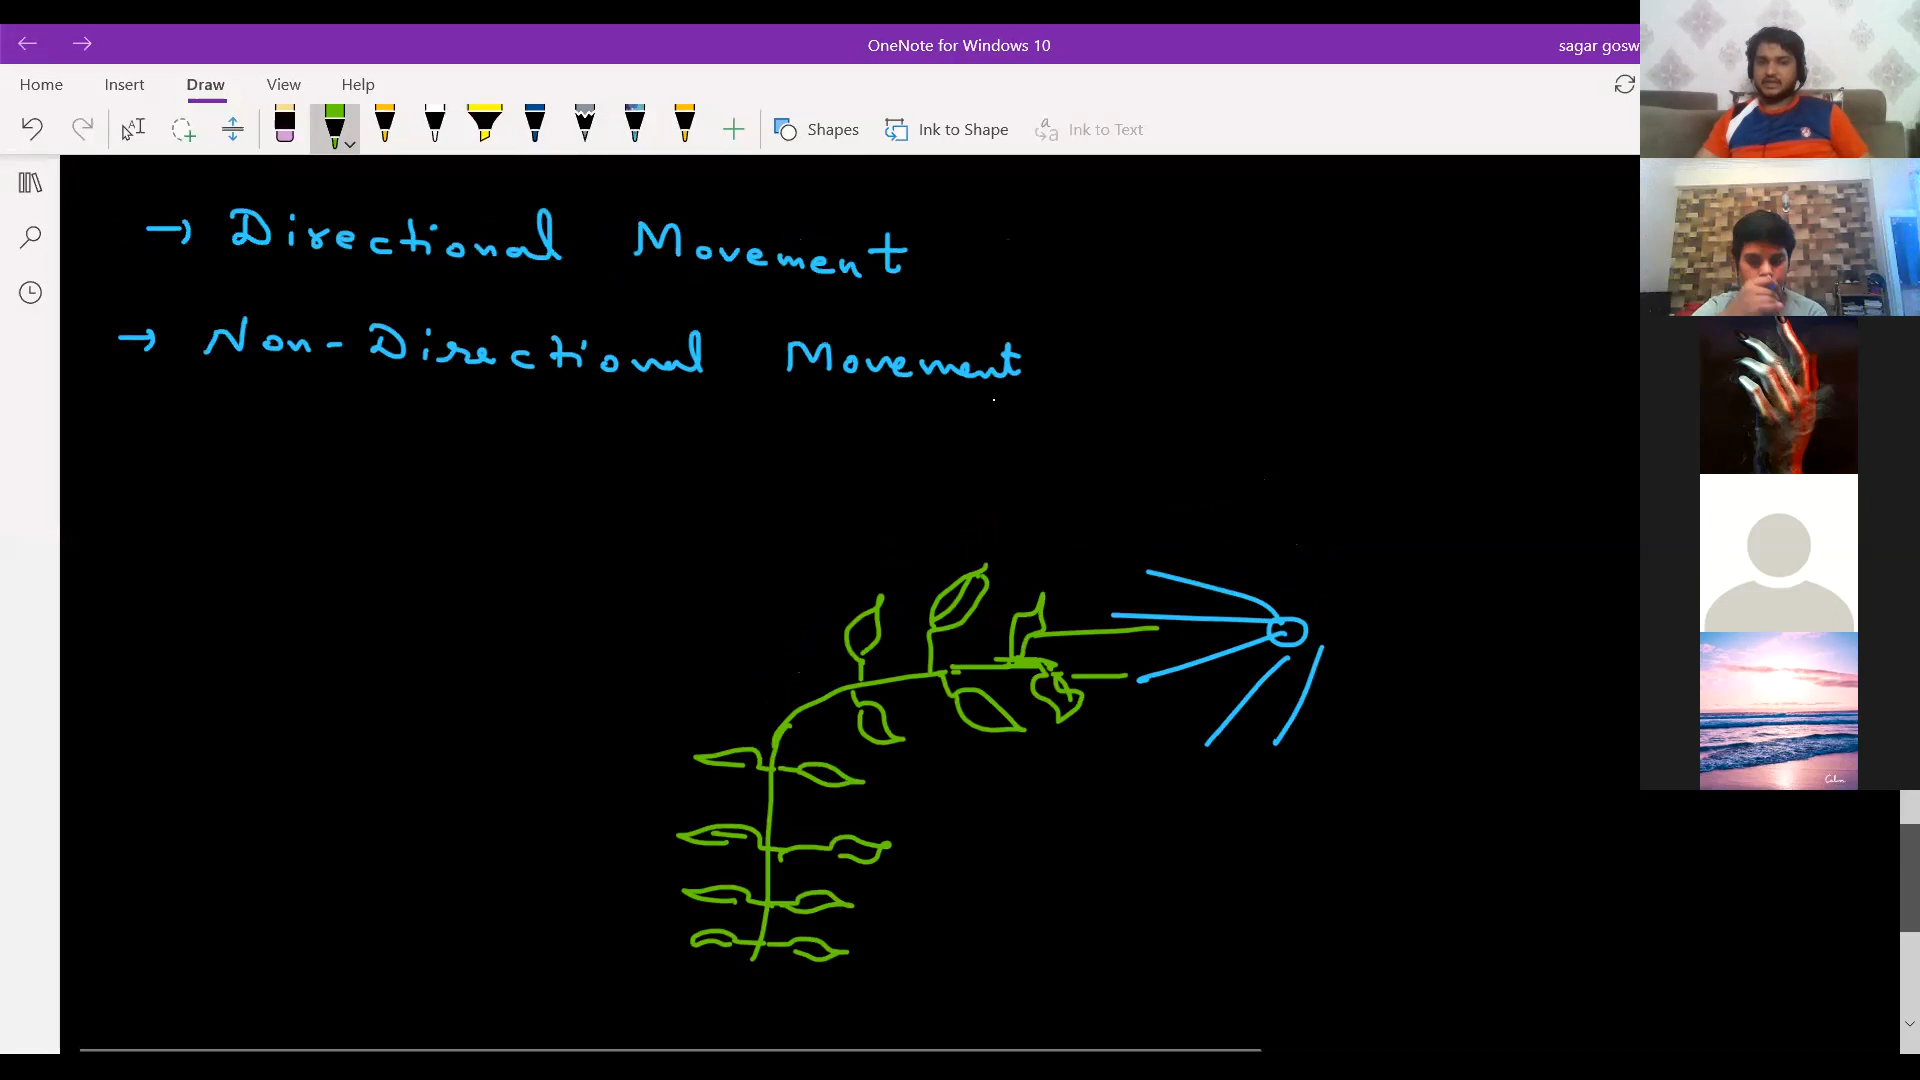 OneNote for Windows 10
sagar gosw
Home Insert Draw View Help
Shapes Ink to Shape Ink to Text
→ Directional Movement
→ Non-Directional Movement